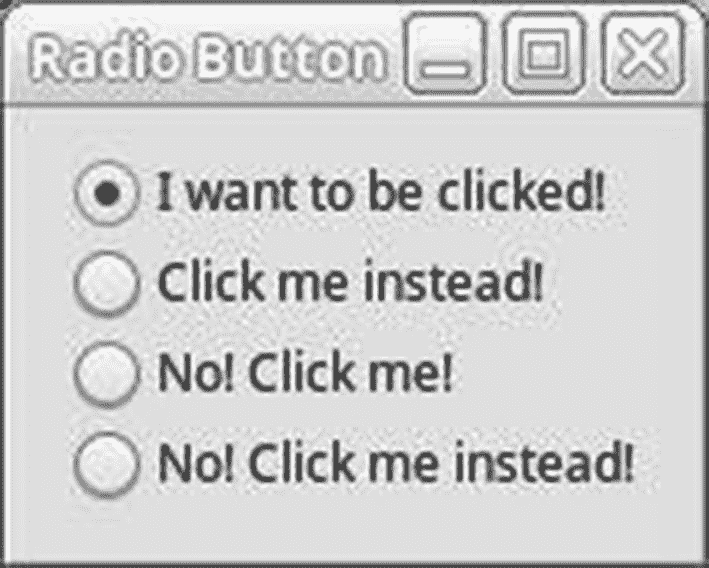 Radio Button
I want to be clicked!
Click me instead!
No! Click me!
No! Click me instead!